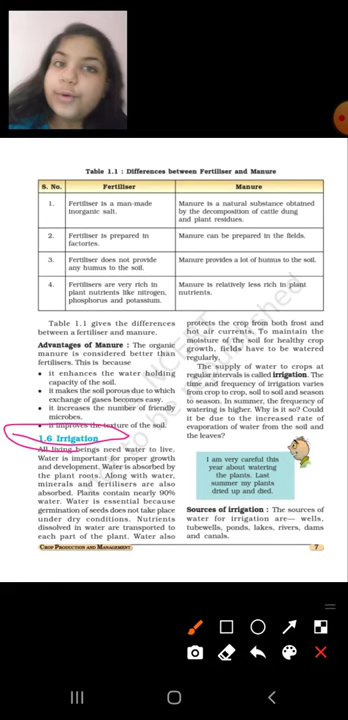 Table 1.1 : Differences between Fertiliser and Manure
S. No. Fertiliser Manure
1. Fertiliser is a man-made inorganic salt. Manure is a natural substance obtained by the decomposition of cattle dung and plant residues.
2. Fertiliser is prepared in factories. Manure can be prepared in the fields.
3. Fertiliser does not provide any humus to the soil. Manure provides a lot of humus to the soil.
4. Fertilisers are very rich in plant nutrients like nitrogen, phosphorus and potassium. Manure is relatively less rich in plant nutrients.
Table 1.1 gives the differences
between a fertiliser and manure.
Advantages of Manure : The organic
manure is considered better than
fertilisers. This is because
• it enhances the water holding
capacity of the soil.
• it makes the soil porous due to which
exchange of gases becomes easy.
• it increases the number of friendly
microbes.
• it improves the texture of the soil.
1.6 Irrigation
All living beings need water to live.
Water is important for proper growth
and development. Water is absorbed by
the plant roots. Along with water,
minerals and fertilisers are also
absorbed. Plants contain nearly 90%
water. Water is essential because
germination of seeds does not take place
under dry conditions. Nutrients
dissolved in water are transported to
each part of the plant. Water also
protects the crop from both frost and
hot air currents. To maintain the
moisture of the soil for healthy crop
growth, fields have to be watered
regularly.
The supply of water to crops at
regular intervals is called irrigation. The
time and frequency of irrigation varies
from crop to crop, soil to soil and season
to season. In summer, the frequency of
watering is higher. Why is it so? Could
it be due to the increased rate of
evaporation of water from the soil and
the leaves?
I am very careful this
year about watering
the plants. Last
summer my plants
dried up and died.
Sources of irrigation : The sources of
water for irrigation are— wells,
tubewells, ponds, lakes, rivers, dams
and canals.
CROP PRODUCTION AND MANAGEMENT 7